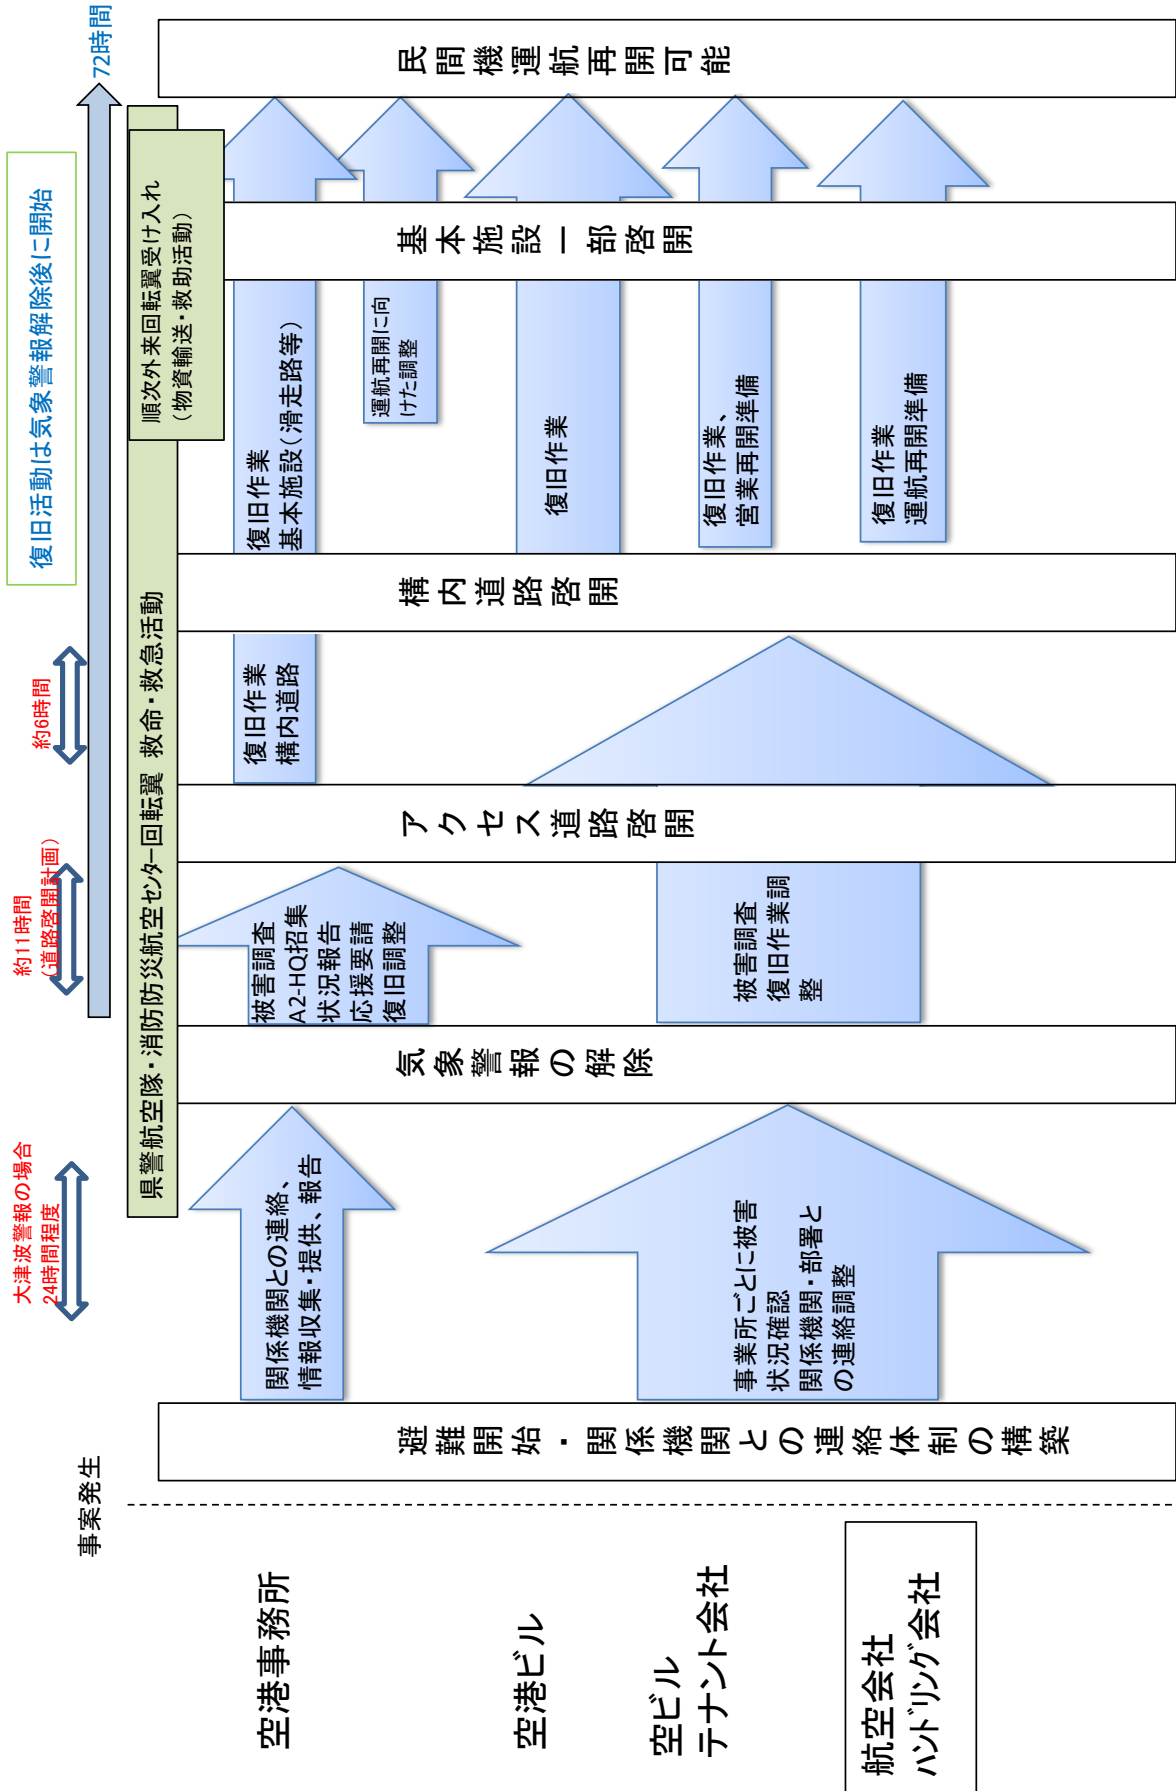 復旧活動は気象警報解除後に開始
大津波警報の場合
24時間程度
約11時間
（道路啓開計画）
約6時間
事案発生
72時間
県警航空隊・消防防災航空センター回転翼 救命・救急活動
順次外来回転翼受け入れ
（物資輸送・救助活動）
空港事務所
空港ビル
空ビル
テナント会社
航空会社
ハンドリング会社
避難開始・関係機関との連絡体制の構築
関係機関との連絡、
情報収集・提供、報告
事業所ごとに被害
状況確認
関係機関・部署と
の連絡調整
気象警報の解除
被害調査
A2-HQ招集
状況報告
応援要請
復旧調整
被害調査
復旧作業調
整
アクセス道路啓開
復旧作業
構内道路
構内道路啓開
復旧作業
基本施設（滑走路等）
運航再開に向
けた調整
復旧作業
復旧作業、
営業再開準備
復旧作業
運航再開準備
基本施設一部啓開
民間機運航再開可能